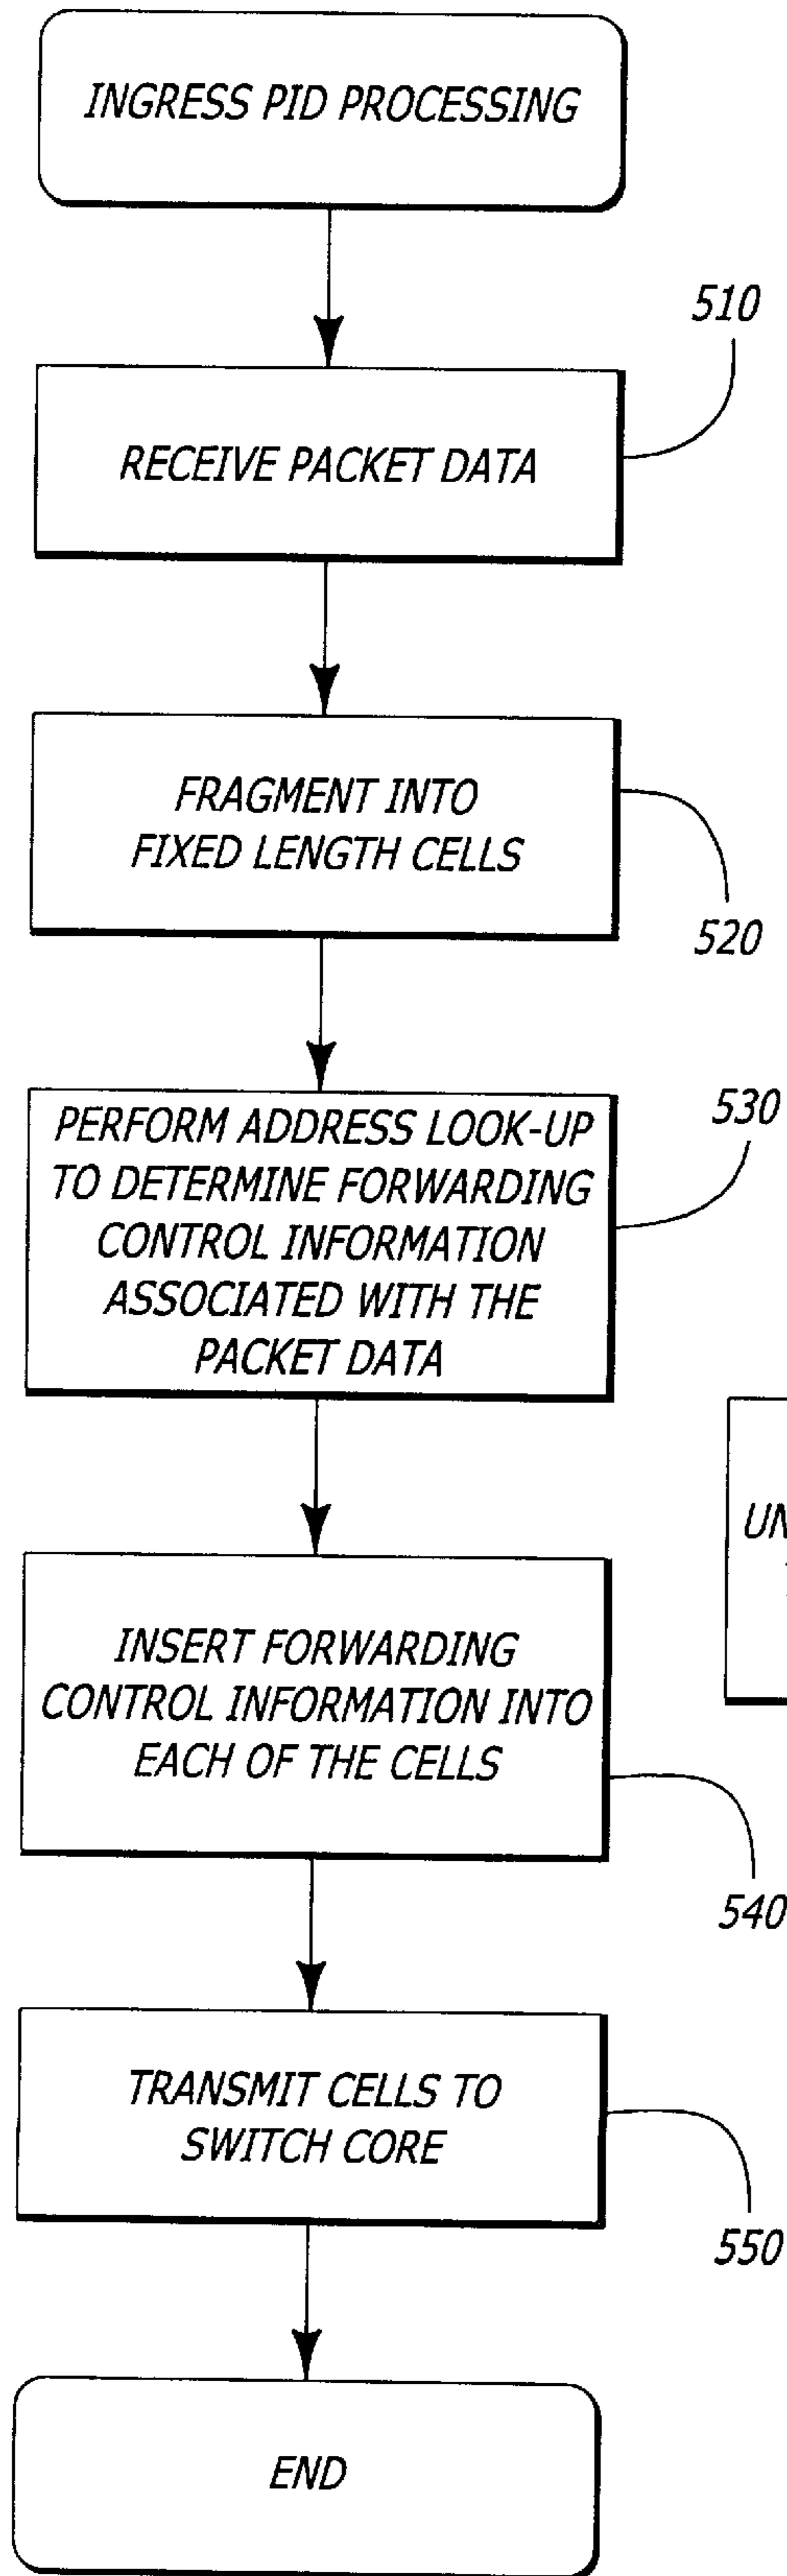 INGRESS PID PROCESSING
510
RECEIVE PACKET DATA
FRAGMENT INTO
FIXED LENGTH CELLS
520
530
PERFORM ADDRESS LOOK-UP
TO DETERMINE FORWARDING
CONTROL INFORMATION
ASSOCIATED WITH THE
PACKET DATA
INSERT FORWARDING
CONTROL INFORMATION INTO
EACH OF THE CELLS
540
TRANSMIT CELLS TO
SWITCH CORE
550
END